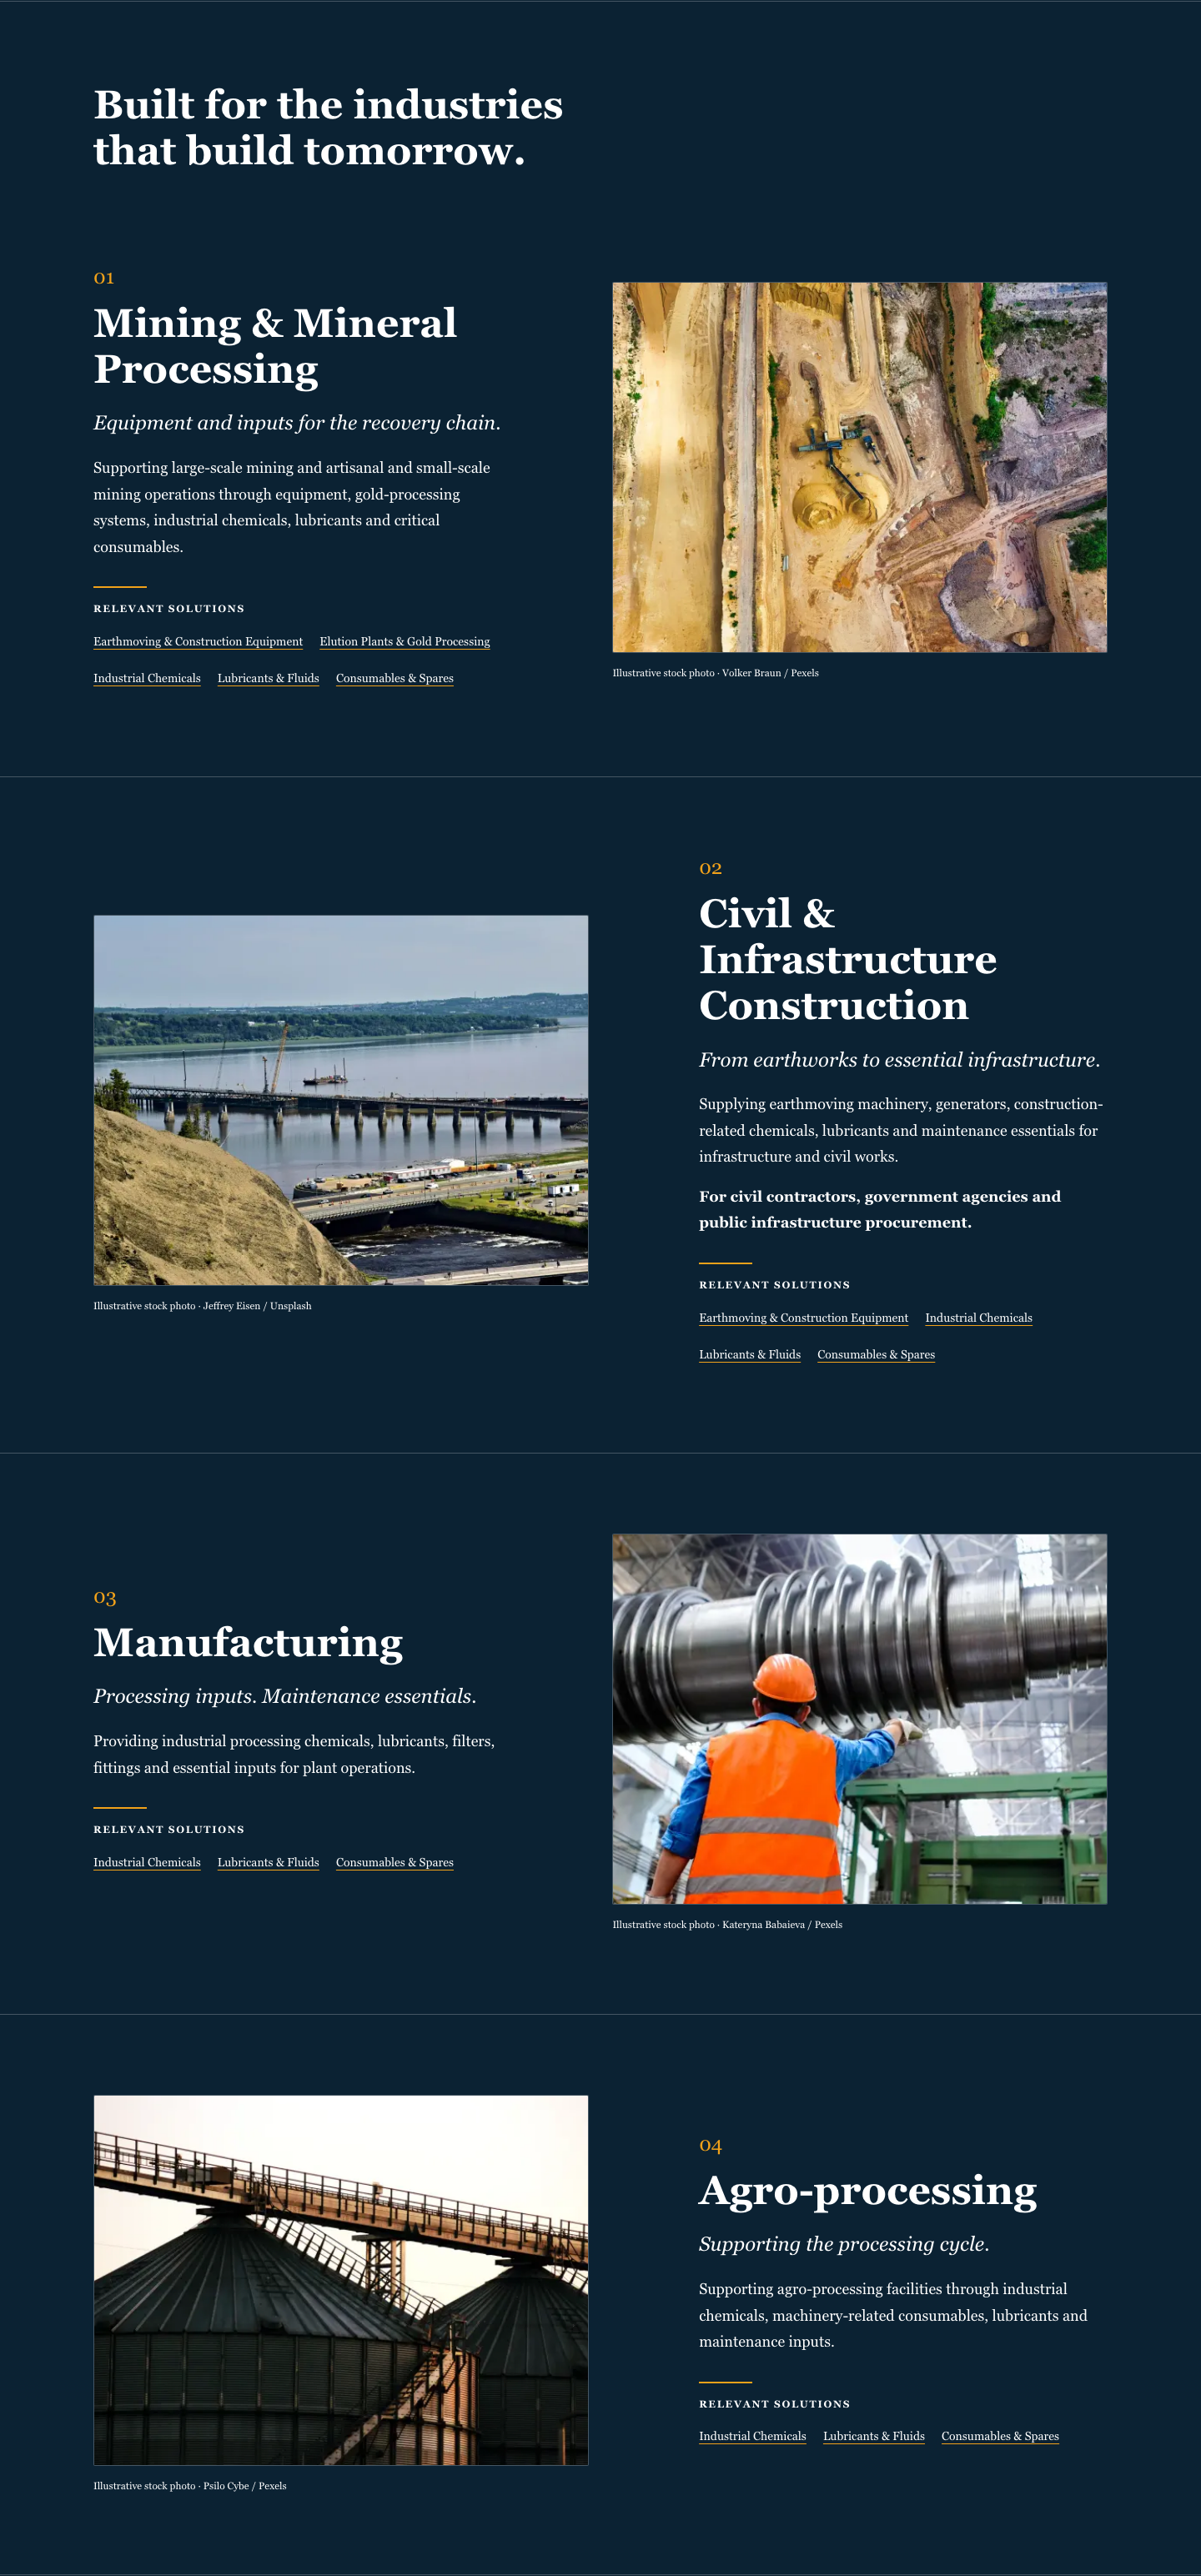 Built for the industries
that build tomorrow.
01
Mining & Mineral
Processing
Equipment and inputs for the recovery chain.
Supporting large-scale mining and artisanal and small-scale
mining operations through equipment, gold-processing
systems, industrial chemicals, lubricants and critical
consumables.
RELEVANT SOLUTIONS
Earthmoving & Construction Equipment Elution Plants & Gold Processing
Industrial Chemicals Lubricants & Fluids Consumables & Spares
Illustrative stock photo · Volker Braun / Pexels
02
Civil &
Infrastructure
Construction
From earthworks to essential infrastructure.
Supplying earthmoving machinery, generators, construction-
related chemicals, lubricants and maintenance essentials for
infrastructure and civil works.
For civil contractors, government agencies and
public infrastructure procurement.
RELEVANT SOLUTIONS
Earthmoving & Construction Equipment Industrial Chemicals
Lubricants & Fluids Consumables & Spares
Illustrative stock photo · Jeffrey Eisen / Unsplash
03
Manufacturing
Processing inputs. Maintenance essentials.
Providing industrial processing chemicals, lubricants, filters,
fittings and essential inputs for plant operations.
RELEVANT SOLUTIONS
Industrial Chemicals Lubricants & Fluids Consumables & Spares
Illustrative stock photo · Kateryna Babaieva / Pexels
04
Agro-processing
Supporting the processing cycle.
Supporting agro-processing facilities through industrial
chemicals, machinery-related consumables, lubricants and
maintenance inputs.
RELEVANT SOLUTIONS
Industrial Chemicals Lubricants & Fluids Consumables & Spares
Illustrative stock photo · Psilo Cybe / Pexels